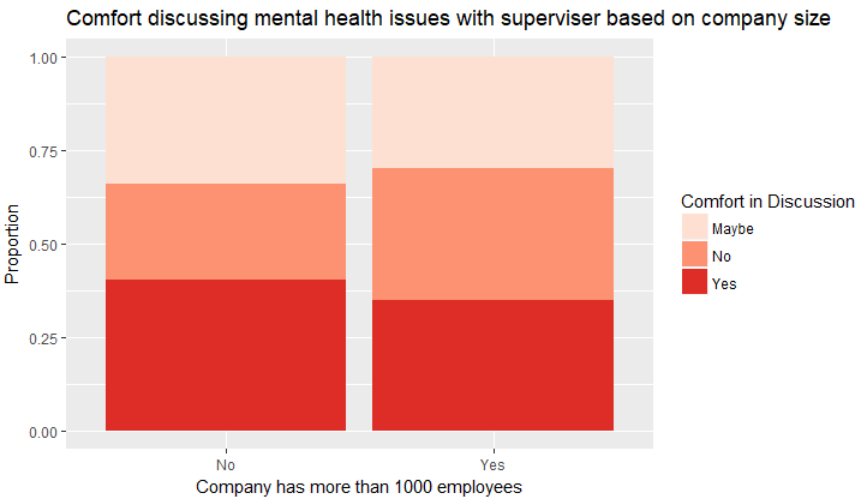 Comfort discussing mental health issues with superviser based on company size
1.00
0.75
0.50
0.25
0.00
Proportion
No
Yes
Company has more than 1000 employees
Comfort in Discussion
Maybe
No
Yes